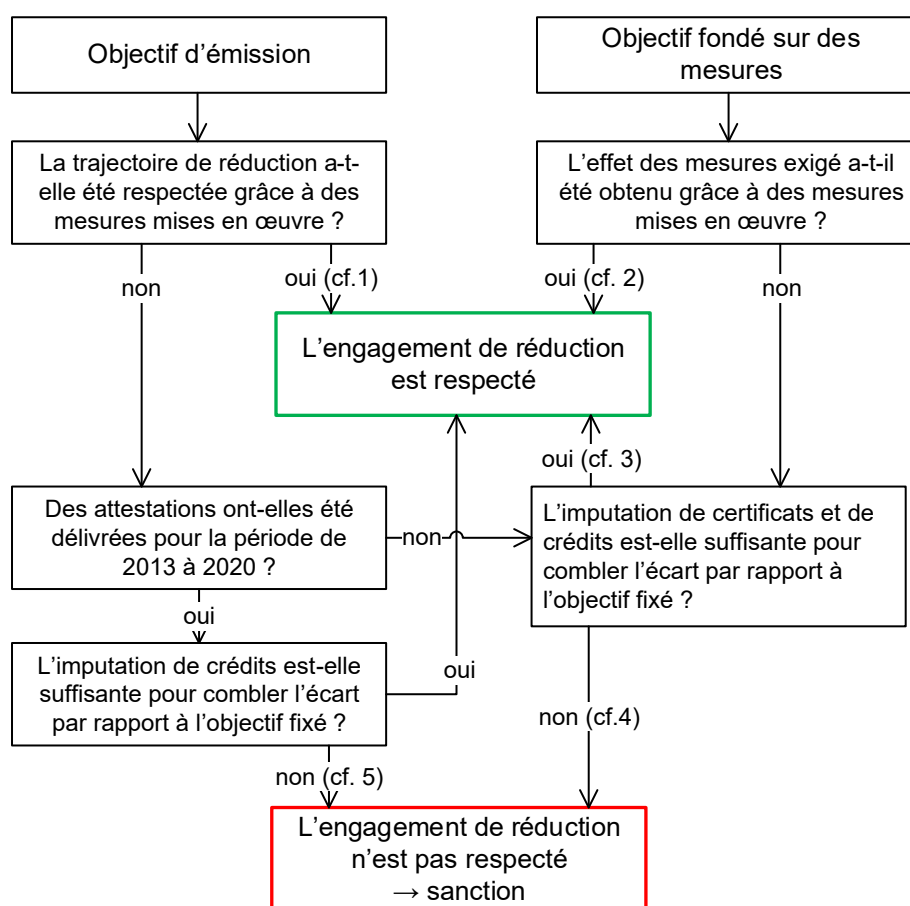 Objectif d'émission
Objectif fondé sur des
mesures
La trajectoire de réduction a-t-
elle été respectée grâce à des
mesures mises en œuvre ?
L'effet des mesures exigé a-t-il
été obtenu grâce à des mesures
mises en œuvre ?
non
oui (cf.1)
oui (cf. 2)
non
L'engagement de réduction
est respecté
oui (cf. 3)
Des attestations ont-elles été
délivrées pour la période de
2013 à 2020 ?
non
L'imputation de certificats et de
crédits est-elle suffisante pour
combler l'écart par rapport à
l'objectif fixé ?
oui
L'imputation de crédits est-elle
suffisante pour combler l'écart
par rapport à l'objectif fixé ?
oui
non (cf.4)
non (cf. 5)
L'engagement de réduction
n'est pas respecté
→ sanction